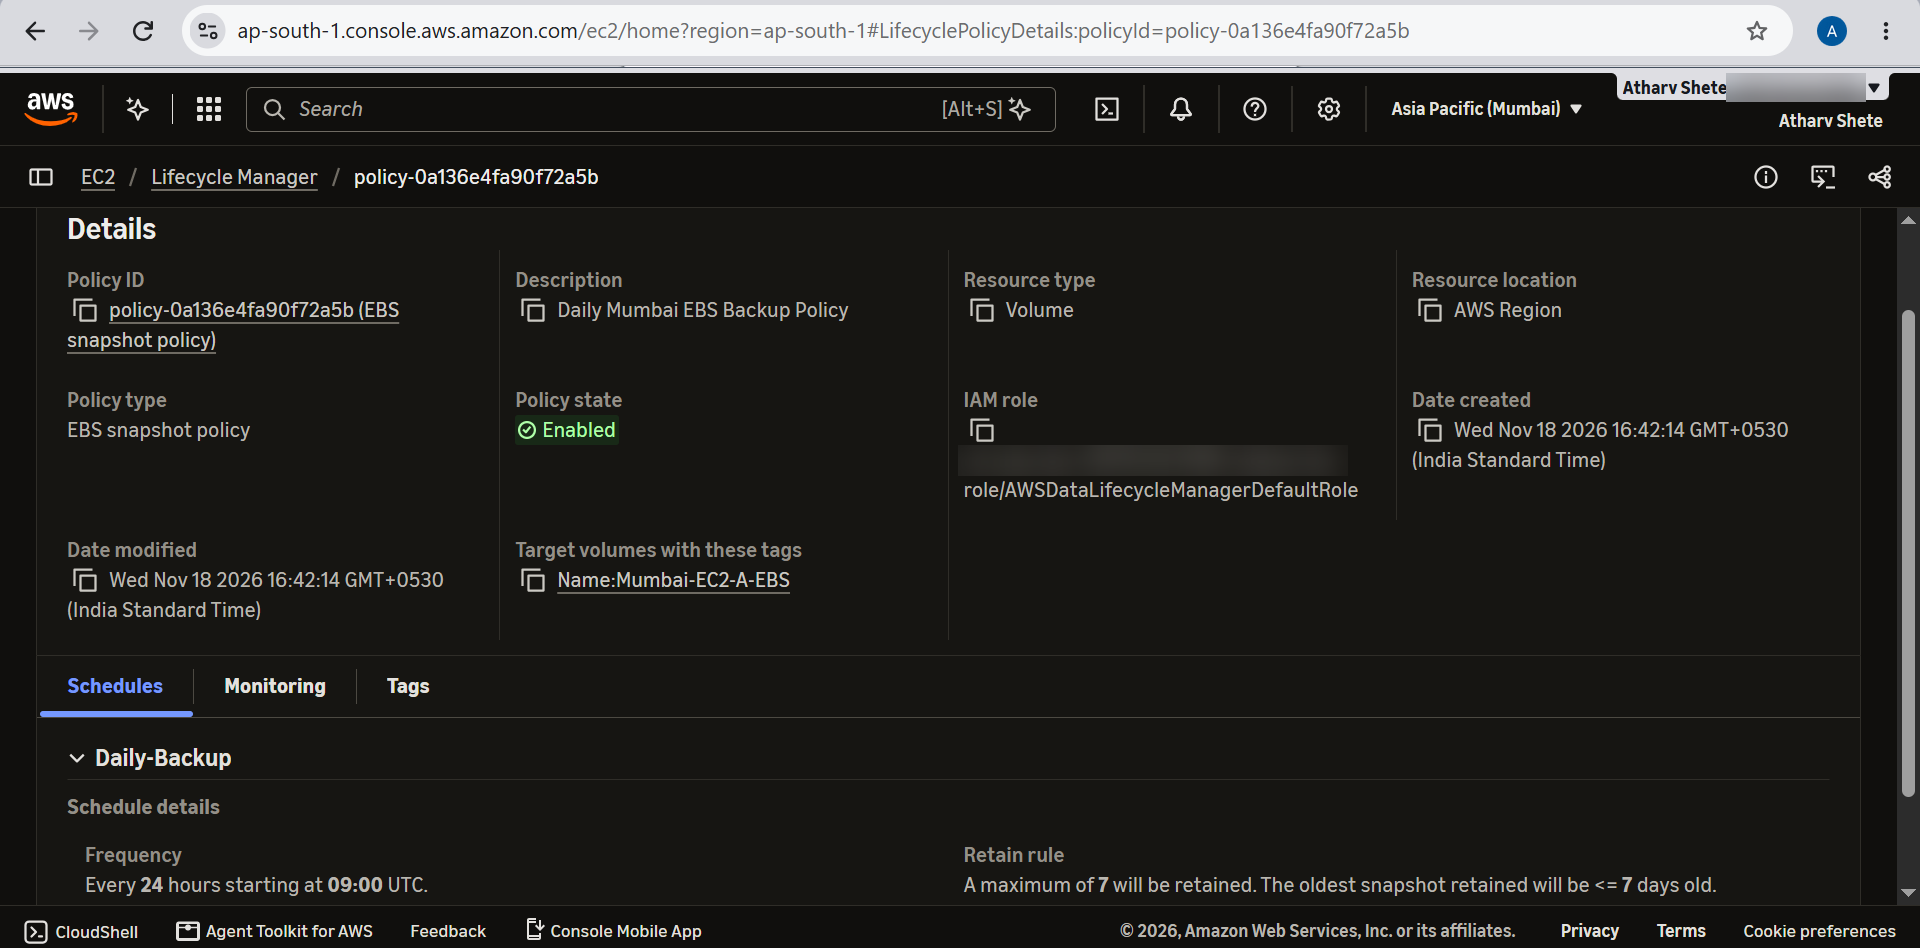 ap-south-1.console.aws.amazon.com/ec2/home?region=ap-south-1#LifecyclePolicyDetails:policyId=policy-0a136e4fa90f72a5b
A
aws
Search
[Alt+S]
Asia Pacific (Mumbai)
Atharv Shete
Atharv Shete
EC2 / Lifecycle Manager / policy-0a136e4fa90f72a5b
Details
Policy ID
policy-0a136e4fa90f72a5b (EBS
snapshot policy)
Description
Daily Mumbai EBS Backup Policy
Resource type
Volume
Resource location
AWS Region
Policy type
EBS snapshot policy
Policy state
Enabled
IAM role
role/AWSDataLifecycleManagerDefaultRole
Date created
Wed Nov 18 2026 16:42:14 GMT+0530
(India Standard Time)
Date modified
Wed Nov 18 2026 16:42:14 GMT+0530
(India Standard Time)
Target volumes with these tags
Name:Mumbai-EC2-A-EBS
Schedules
Monitoring
Tags
Daily-Backup
Schedule details
Frequency
Every 24 hours starting at 09:00 UTC.
Retain rule
A maximum of 7 will be retained. The oldest snapshot retained will be <= 7 days old.
CloudShell
Agent Toolkit for AWS
Feedback
Console Mobile App
© 2026, Amazon Web Services, Inc. or its affiliates.
Privacy
Terms
Cookie preferences